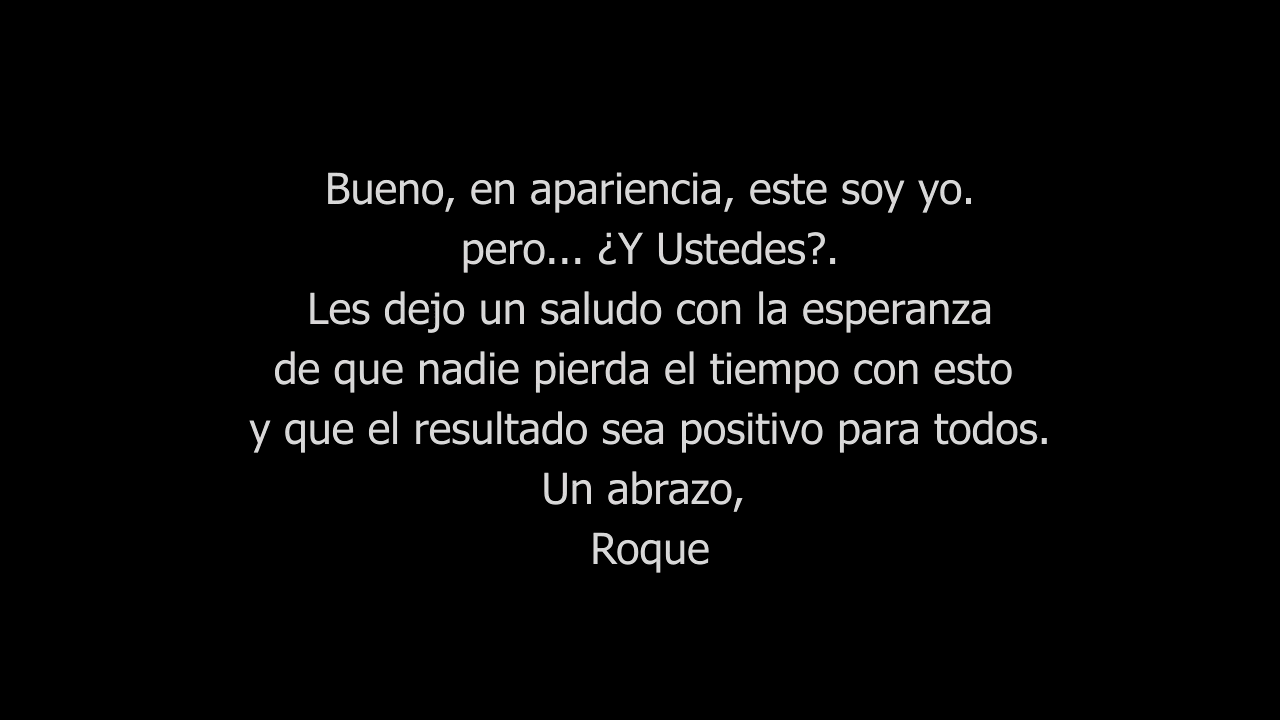 Bueno, en apariencia, este soy yo.
pero... ¿Y Ustedes?.
Les dejo un saludo con la esperanza
de que nadie pierda el tiempo con esto
y que el resultado sea positivo para todos.
Un abrazo,
Roque